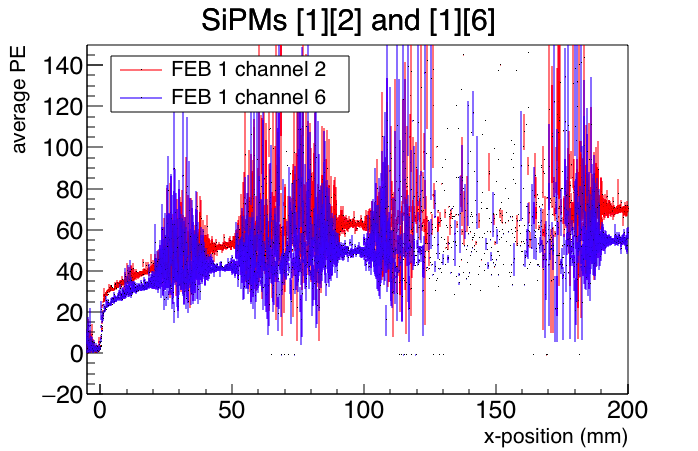 SiPMs [1][2] and [1][6]
average PE
FEB 1 channel 2
FEB 1 channel 6
140
120
100
80
60
40
20
0
−20
0
50
100
150
200
x-position (mm)